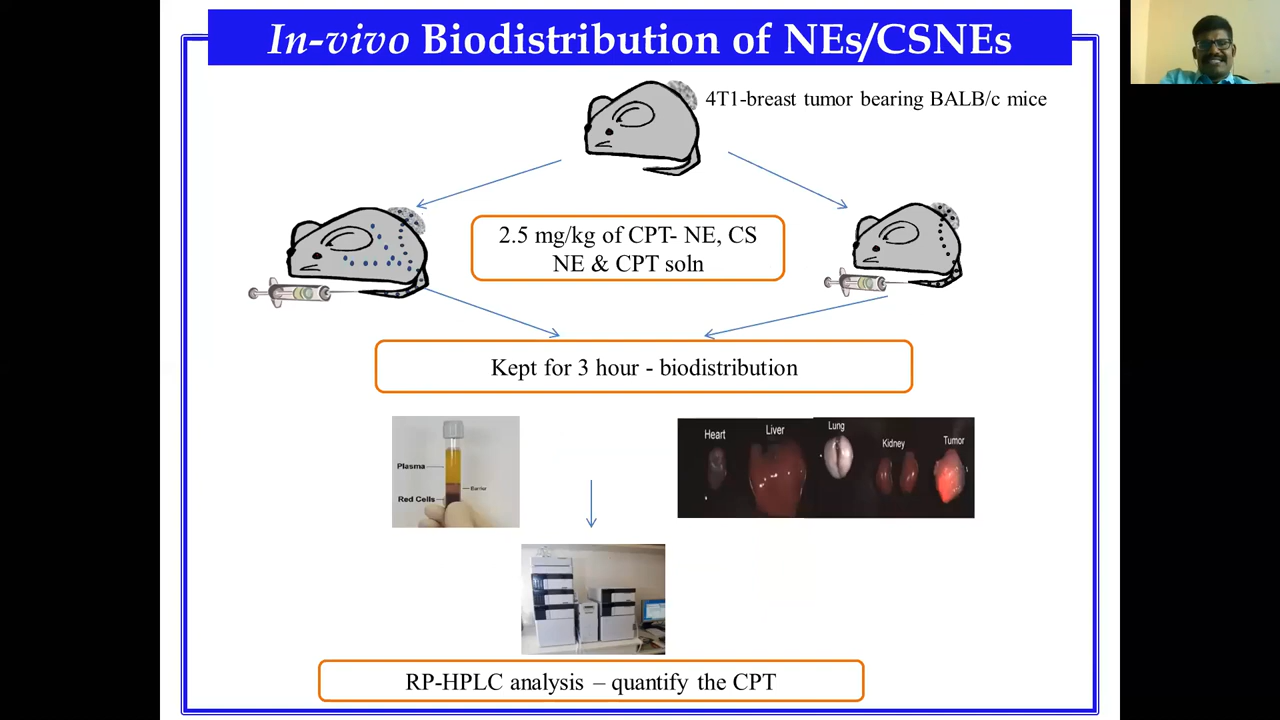 In-vivo Biodistribution of NEs/CSNEs
4T1-breast tumor bearing BALB/c mice
2.5 mg/kg of CPT- NE, CS
NE & CPT soln
Kept for 3 hour - biodistribution
Plasma
Barrier
Red Cells
Heart
Liver
Lung
Kidney
Tumor
RP-HPLC analysis – quantify the CPT